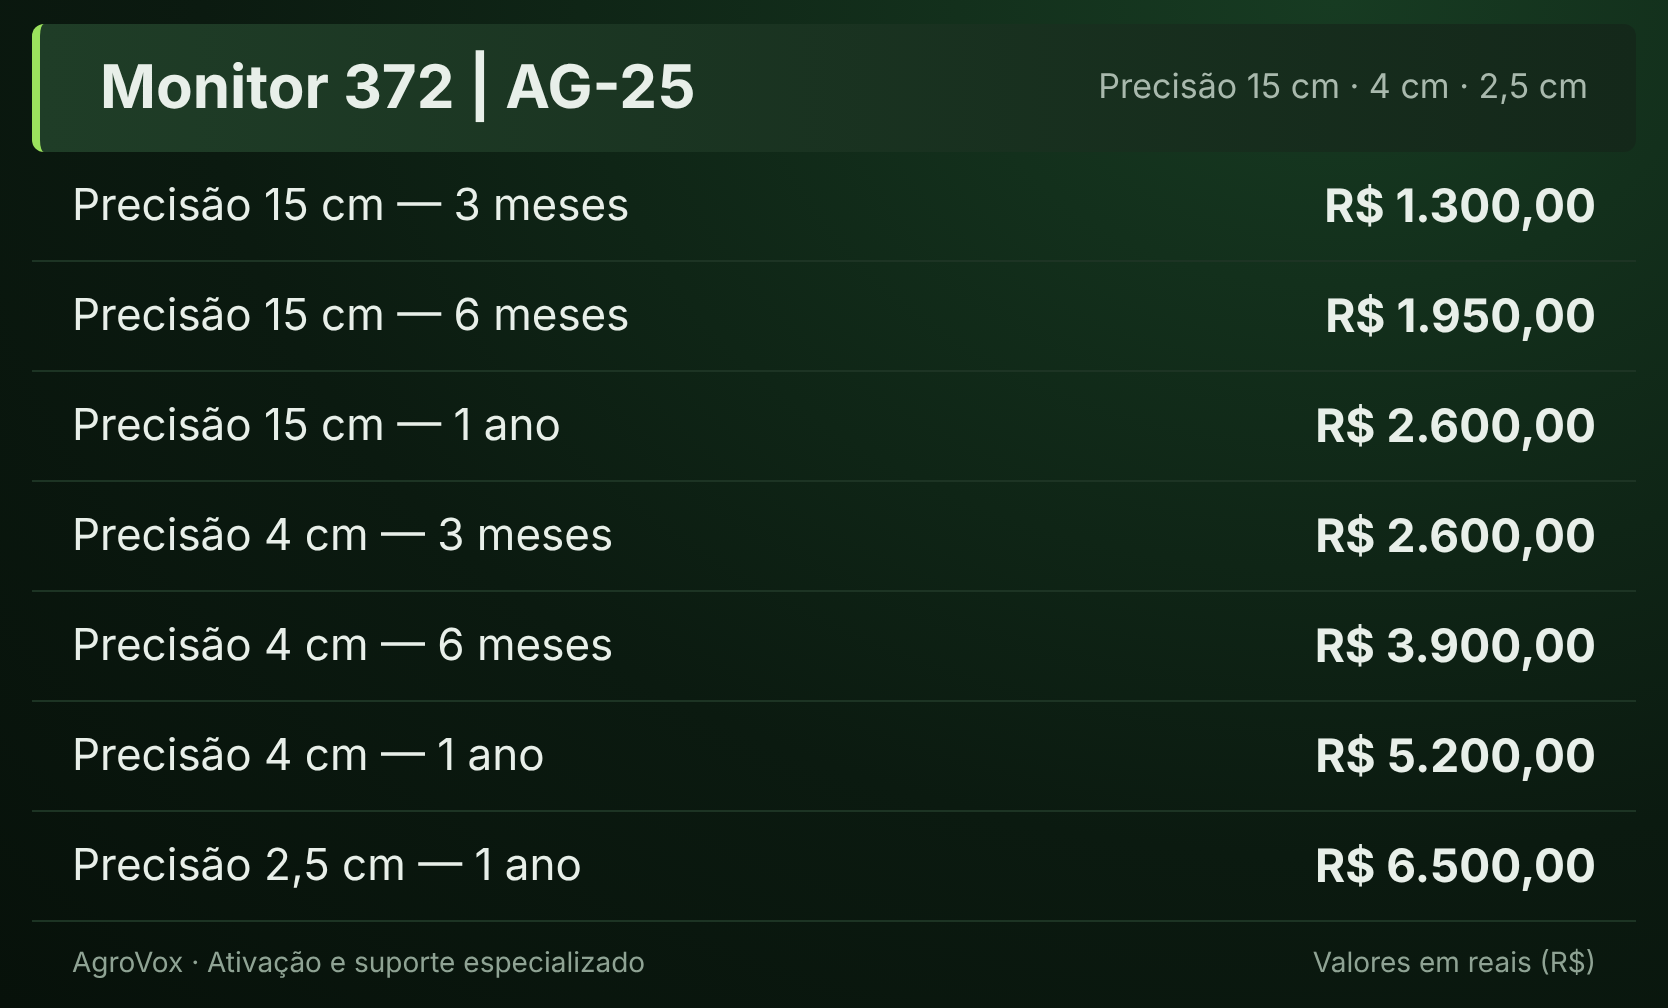 Monitor 372 | AG-25
Precisão 15 cm · 4 cm · 2,5 cm
Precisão 15 cm — 3 meses R$ 1.300,00
Precisão 15 cm — 6 meses R$ 1.950,00
Precisão 15 cm — 1 ano R$ 2.600,00
Precisão 4 cm — 3 meses R$ 2.600,00
Precisão 4 cm — 6 meses R$ 3.900,00
Precisão 4 cm — 1 ano R$ 5.200,00
Precisão 2,5 cm — 1 ano R$ 6.500,00
AgroVox · Ativação e suporte especializado
Valores em reais (R$)